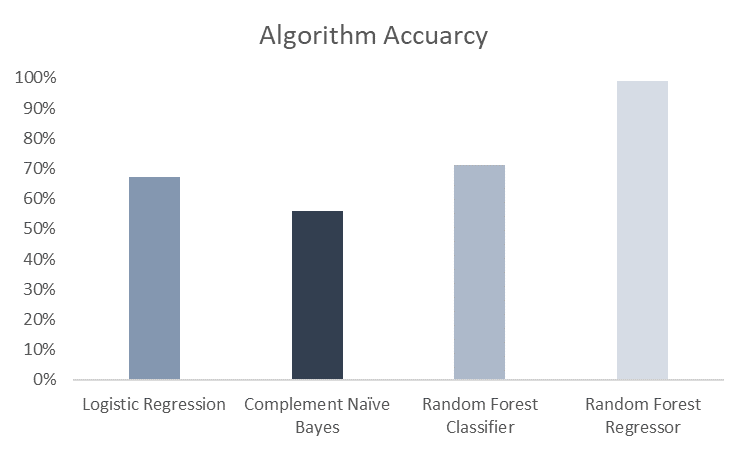 Algorithm Accuarcy
100%
90%
80%
70%
60%
50%
40%
30%
20%
10%
0%
Logistic Regression
Complement Naïve
Bayes
Random Forest
Classifier
Random Forest
Regressor